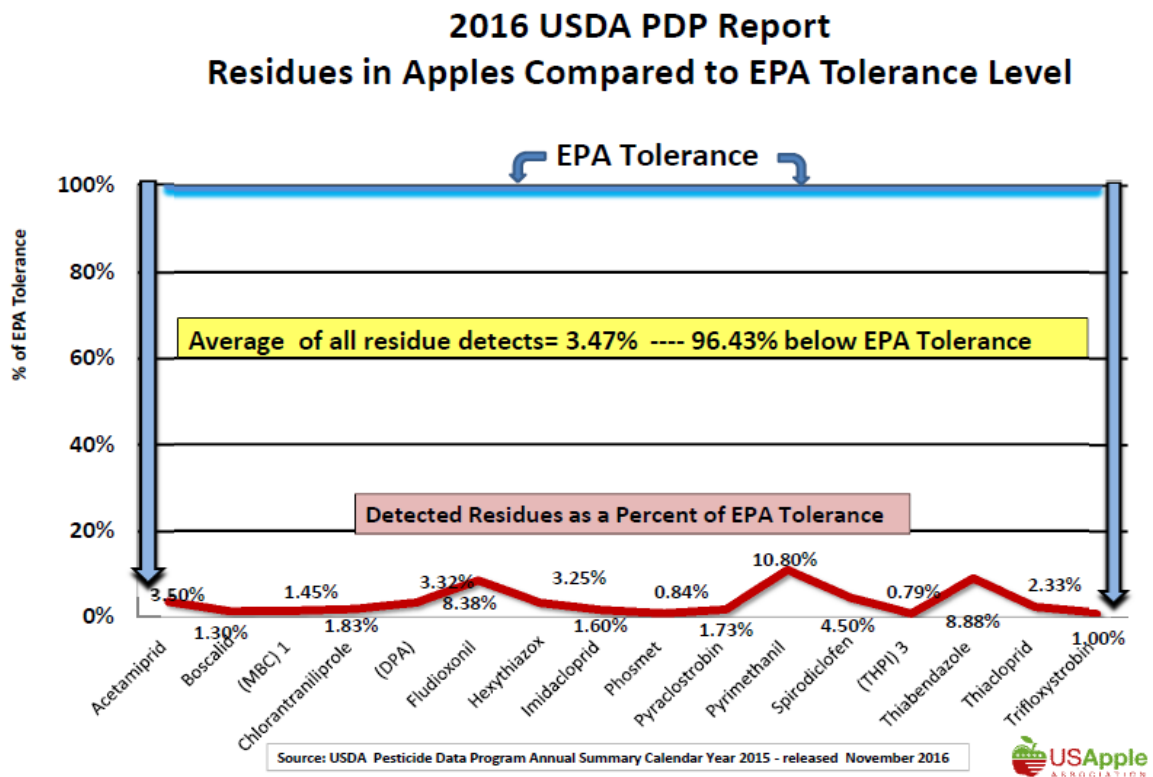 2016 USDA PDP Report
Residues in Apples Compared to EPA Tolerance Level
EPA Tolerance
% of EPA Tolerance
100%
80%
60%
40%
20%
0%
Average of all residue detects= 3.47% ---- 96.43% below EPA Tolerance
Detected Residues as a Percent of EPA Tolerance
3.50%
1.30%
1.45%
1.83%
3.32%
8.38%
3.25%
1.60%
0.84%
1.73%
10.80%
4.50%
0.79%
8.88%
2.33%
1.00%
Acetamiprid
Boscalid
(MBC) 1
Chlorantraniliprole
(DPA)
Fludioxonil
Hexythiazox
Imidacloprid
Phosmet
Pyraclostrobin
Pyrimethanil
Spirodiclofen
(THPI) 3
Thiabendazole
Thiacloprid
Trifloxystrobin
Source: USDA Pesticide Data Program Annual Summary Calendar Year 2015 - released November 2016
USApple
ASSOCIATION